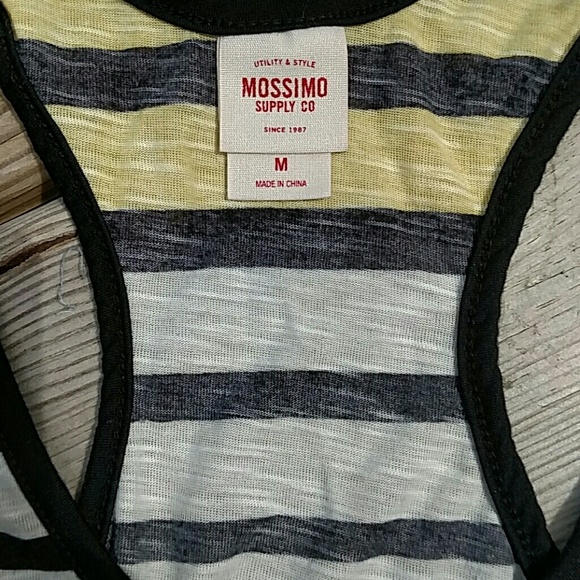 UTILITY & STYLE
MOSSIMO
SUPPLY CO
SINCE 1987
M
MADE IN CHINA